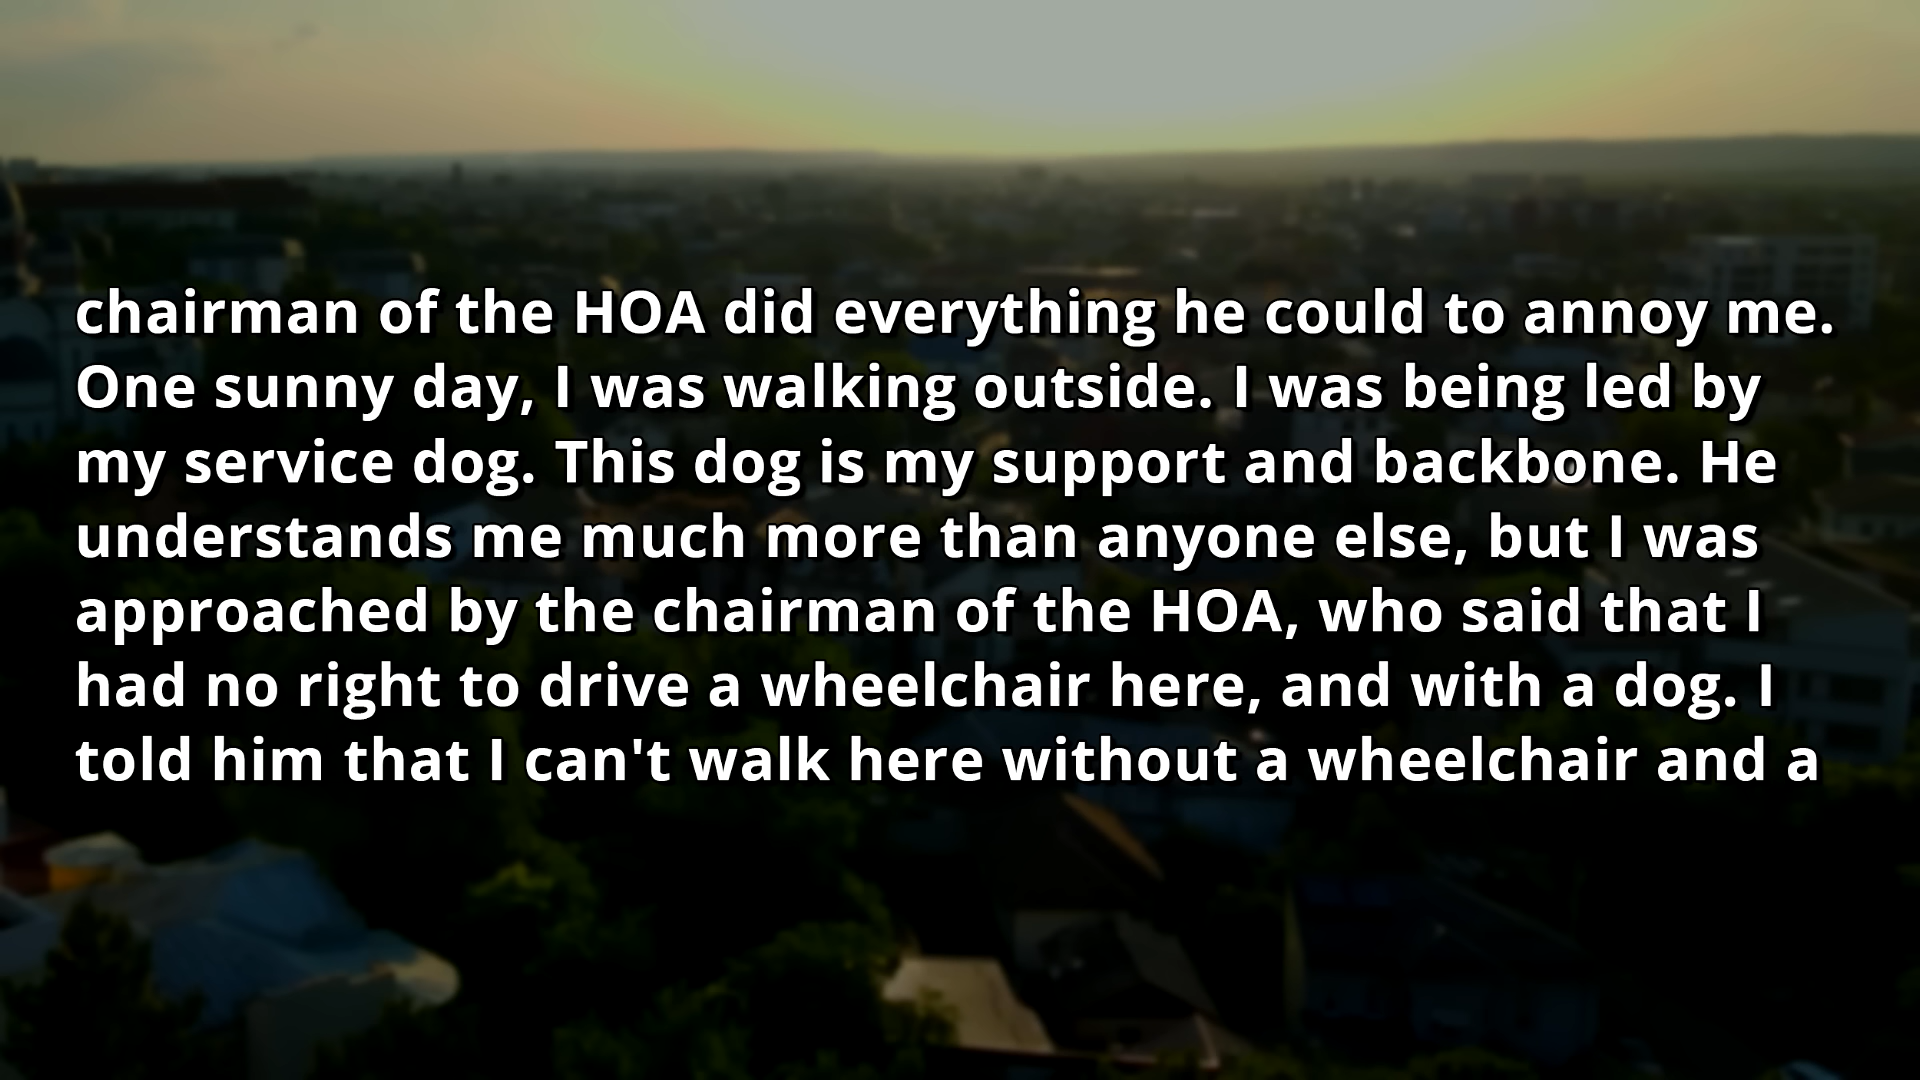 chairman of the HOA did everything he could to annoy me.
One sunny day, I was walking outside. I was being led by
my service dog. This dog is my support and backbone. He
understands me much more than anyone else, but I was
approached by the chairman of the HOA, who said that I
had no right to drive a wheelchair here, and with a dog. I
told him that I can't walk here without a wheelchair and a